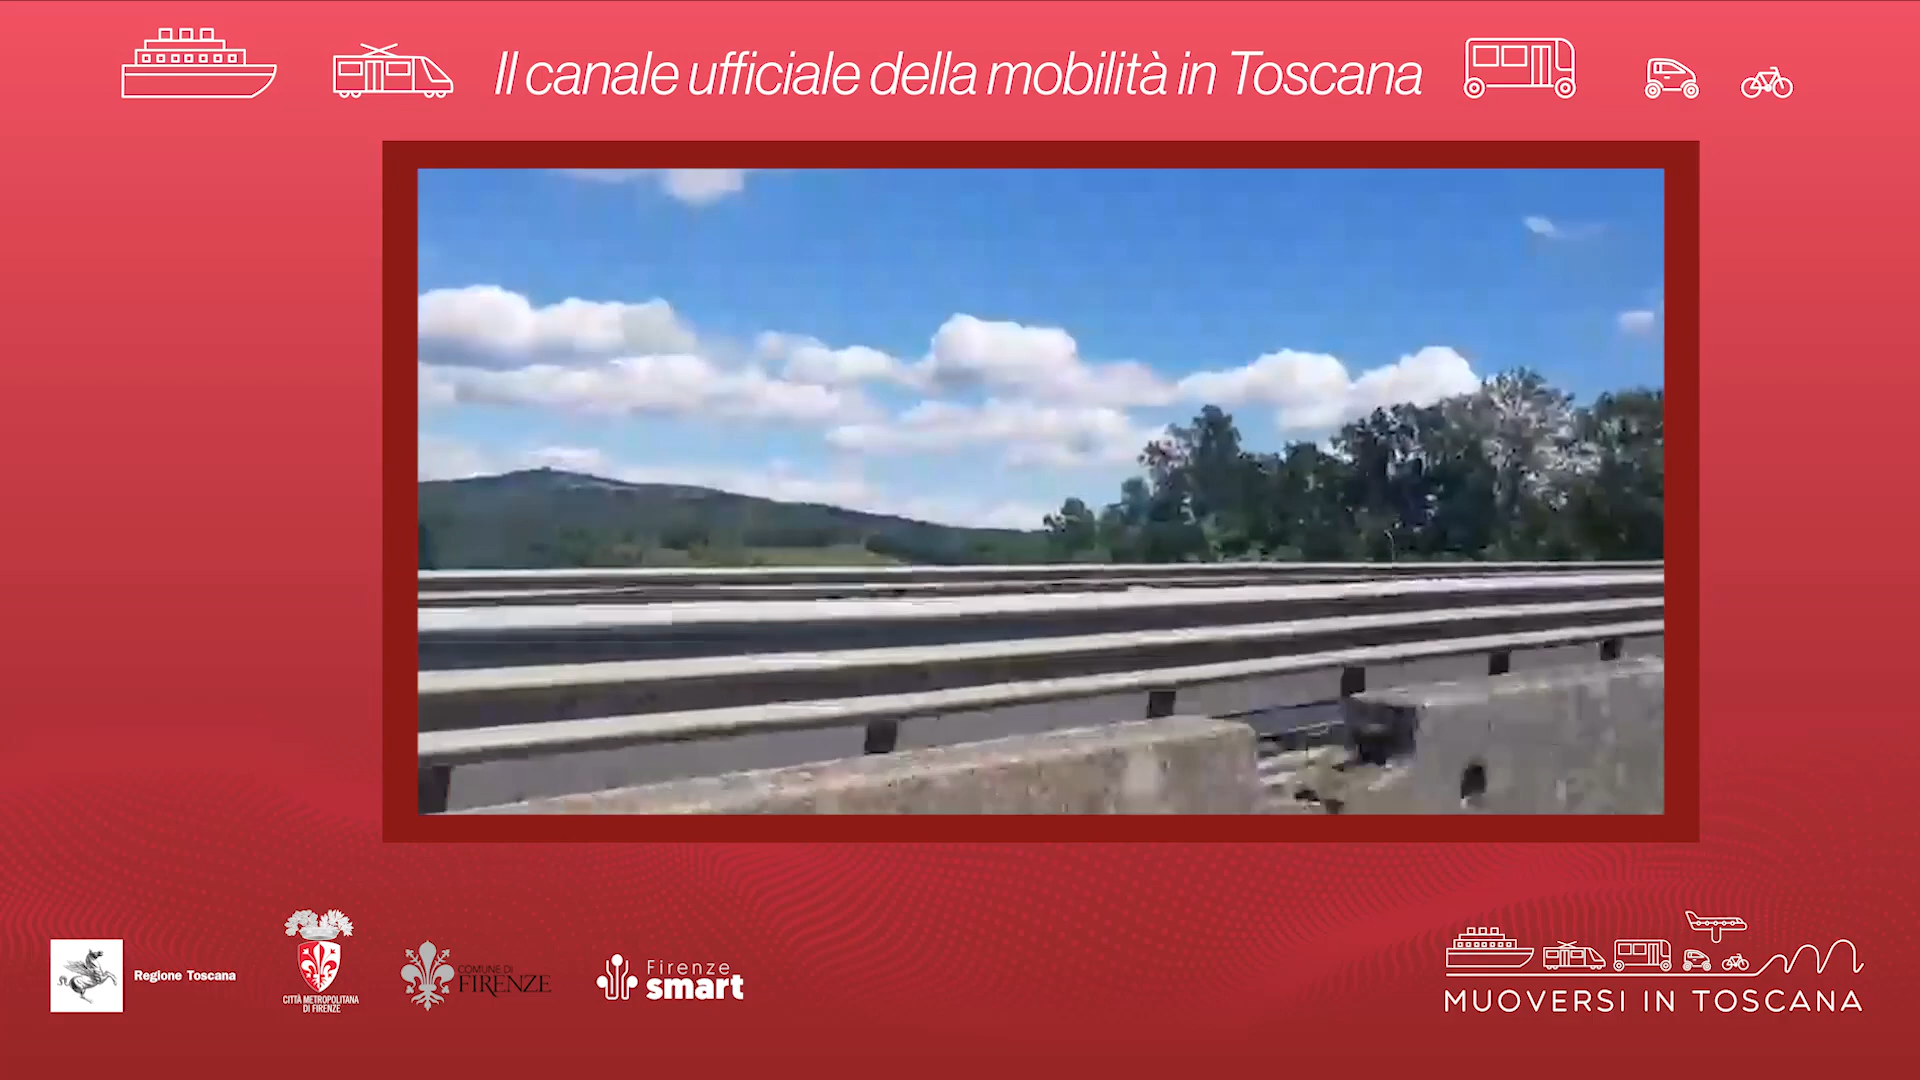 Il canale ufficiale della mobilità in Toscana
Regione Toscana
CITTÀ METROPOLITANA
DI FIRENZE
COMUNE DI
FIRENZE
Firenze
smart
MUOVERSI IN TOSCANA